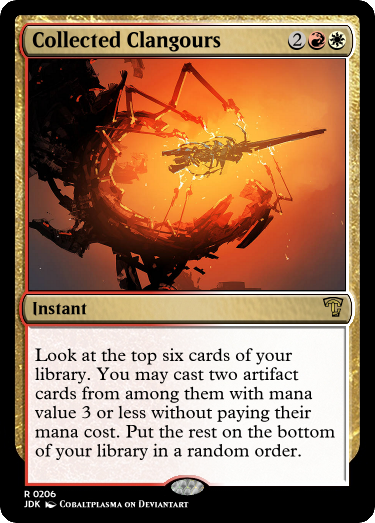 Collected Clangours 2
Instant
Look at the top six cards of your
library. You may cast two artifact
cards from among them with mana
value 3 or less without paying their
mana cost. Put the rest on the bottom
of your library in a random order.
R 0206
JDK Cobaltplasma on Deviantart